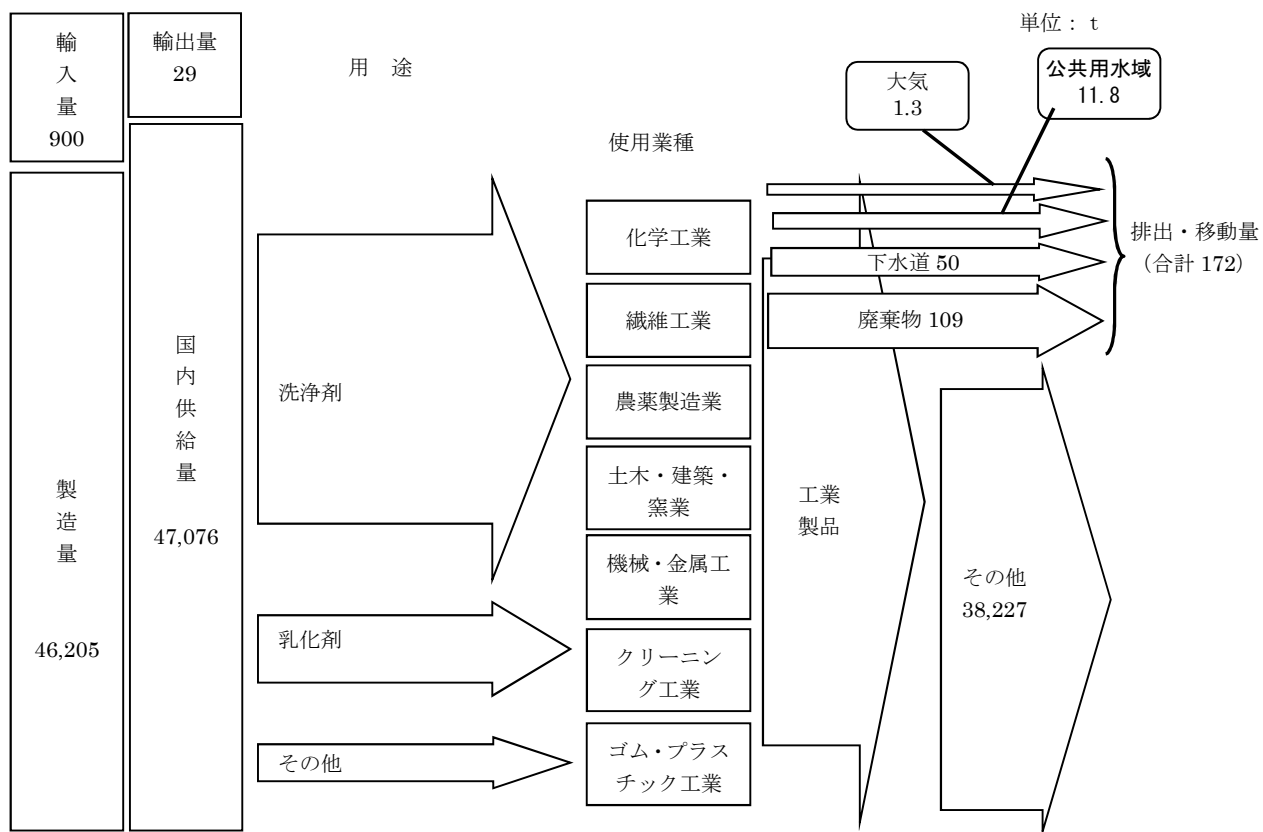 単位：t
輸
入
量
900
輸出量
29
用　途
大気
1.3
公共用水域
11.8
使用業種
製
造
量
46,205
国
内
供
給
量
47,076
洗浄剤
乳化剤
その他
化学工業
繊維工業
農薬製造業
土木・建築・
窯業
機械・金属工
業
クリーニン
グ工業
ゴム・プラス
チック工業
工業
製品
下水道 50
廃棄物 109
排出・移動量
（合計 172）
その他
38,227